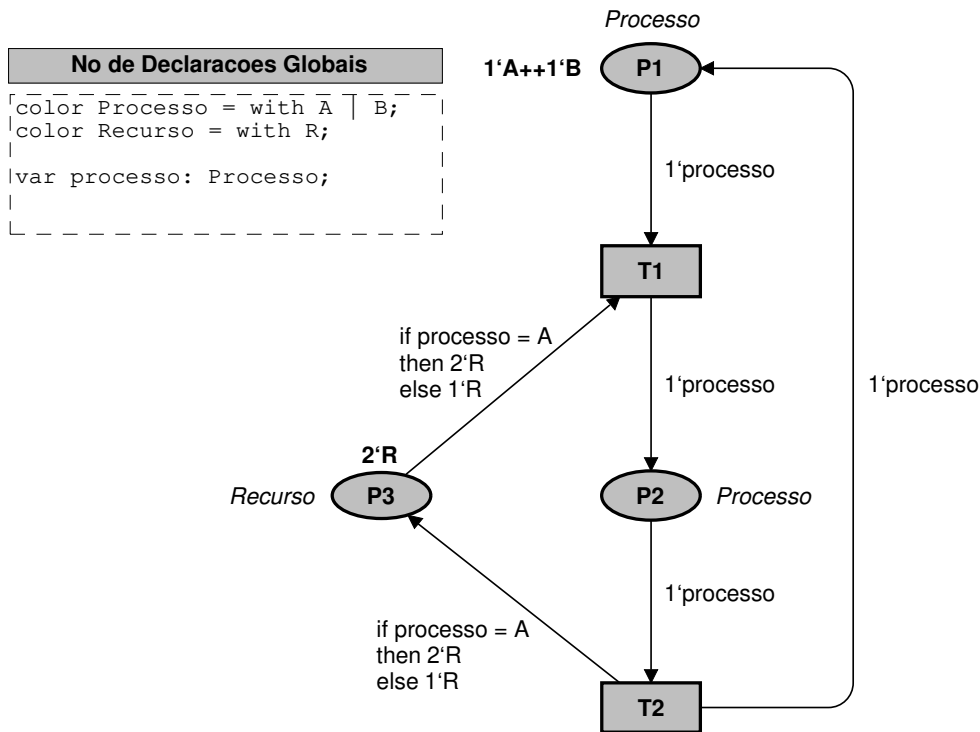 Processo
No de Declaracoes Globais
1‘A++1‘B
P1
color Processo = with A | B;
color Recurso = with R;
var processo: Processo;
1‘processo
T1
if processo = A
then 2‘R
else 1‘R
1‘processo
1‘processo
2‘R
Recurso
P3
P2
Processo
1‘processo
if processo = A
then 2‘R
else 1‘R
T2